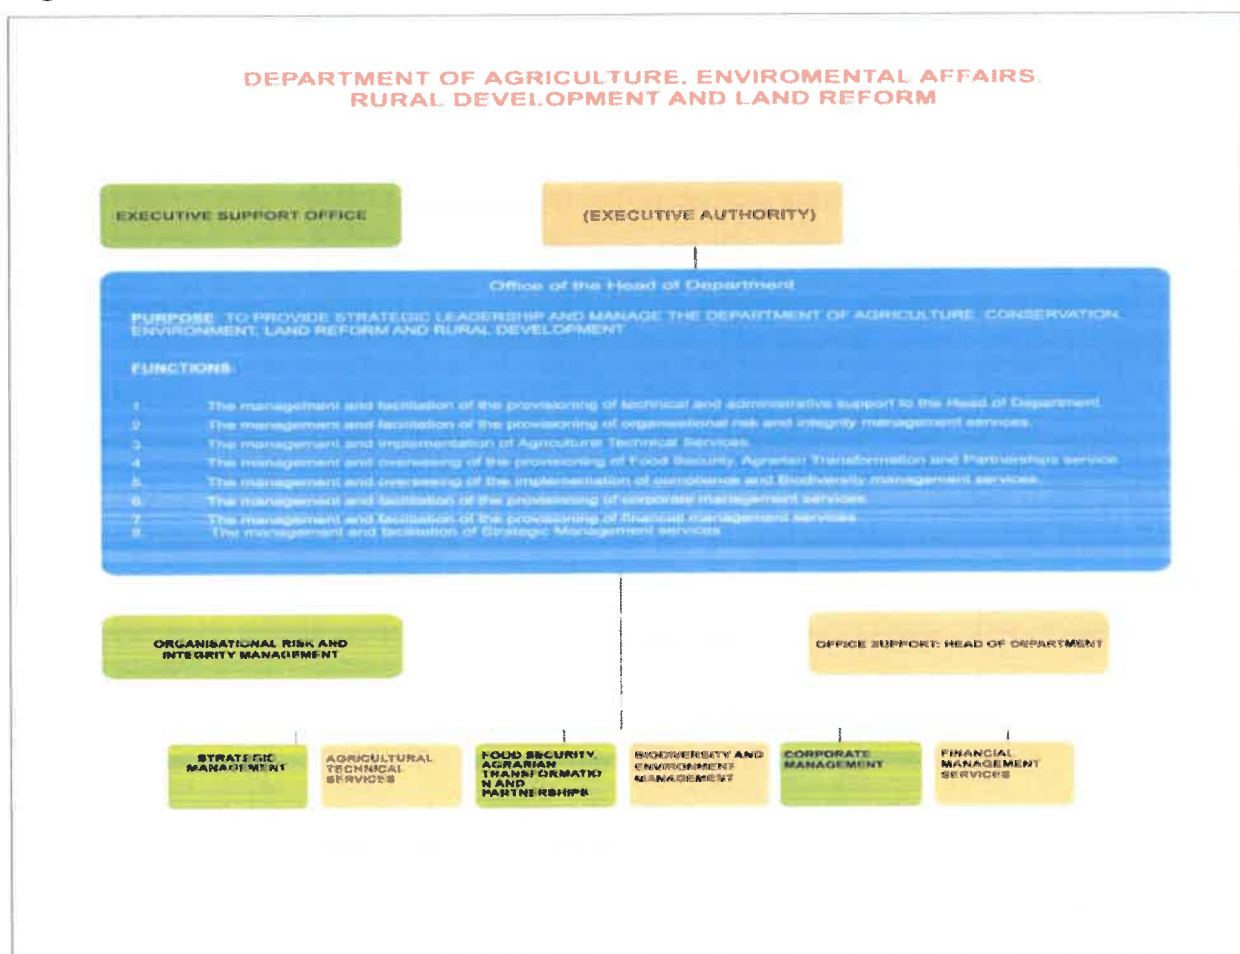 DEPARTMENT OF AGRICULTURE. ENVIROMENTAL AFFAIRS
RURAL DEVELOPMENT AND LAND REFORM
EXECUTIVE SUPPORT OFFICE
(EXECUTIVE AUTHORITY)
Office of the Head of Department
PURPOSE TO PROVIDE STRATEGIC LEADERSHIP AND MANAGE THE DEPARTMENT OF AGRICULTURE. CONSERVATION,
ENVIRONMENT, LAND REFORM AND RURAL DEVELOPMENT
FUNCTIONS
1 The management and facilitation of the provisioning of technical and administrative support to the Head of Department
2 The management and facilitation of the provisioning of organisational risk and integrity management services.
3 The management and implementation of Agricultural Technical Services
4 The management and overseeing of the provisioning of Food Security, Agrarian Transformation and Partnerships service
5. The management and overseeing of the implementation of compliance and Biodiversity management services.
6. The management and facilitation of the provisioning of corporate management services.
7 The management and facilitation of the provisioning of financial management services
8. The management and facilitation of Strategic Management services
ORGANISATIONAL RISK AND
INTEGRITY MANAGEMENT
OFFICE SUPPORT: HEAD OF DEPARTMENT
STRATEGIC
MANAGEMENT
AGRICULTURAL
TECHNICAL
SERVICES
FOOD SECURITY,
AGRARIAN
TRANSFORMATIO
N AND
PARTNERSHIPS
BIODIVERSITY AND
ENVIRONMENT
MANAGEMENT
CORPORATE
MANAGEMENT
FINANCIAL
MANAGEMENT
SERVICES